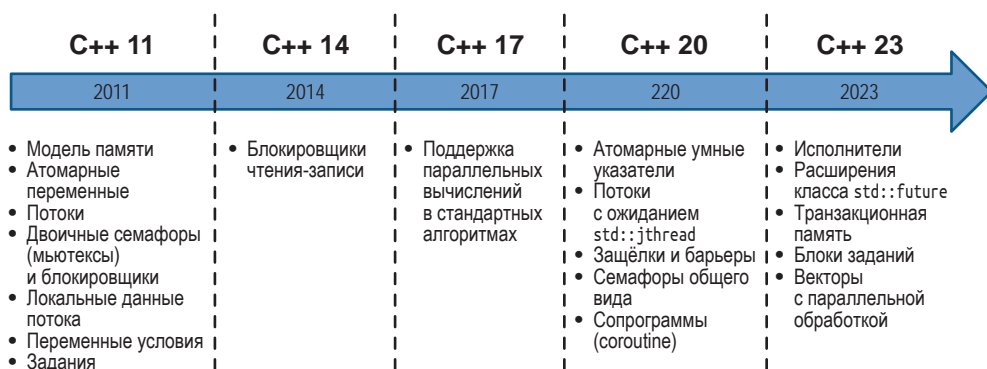 C++ 11
C++ 14
C++ 17
C++ 20
C++ 23
2011
2014
2017
220
2023
• Модель памяти
• Атомарные
переменные
• Потоки
• Двоичные семафоры
(мьютексы)
и блокировщики
• Локальные данные
потока
• Переменные условия
• Задания
• Блокировщики
чтения-записи
• Поддержка
параллельных
вычислений
в стандартных
алгоритмах
• Атомарные умные
указатели
• Потоки
с ожиданием
std::jthread
• Защёлки и барьеры
• Семафоры общего
вида
• Сопрограммы
(coroutine)
• Исполнители
• Расширения
класса std::future
• Транзакционная
память
• Блоки заданий
• Векторы
с параллельной
обработкой